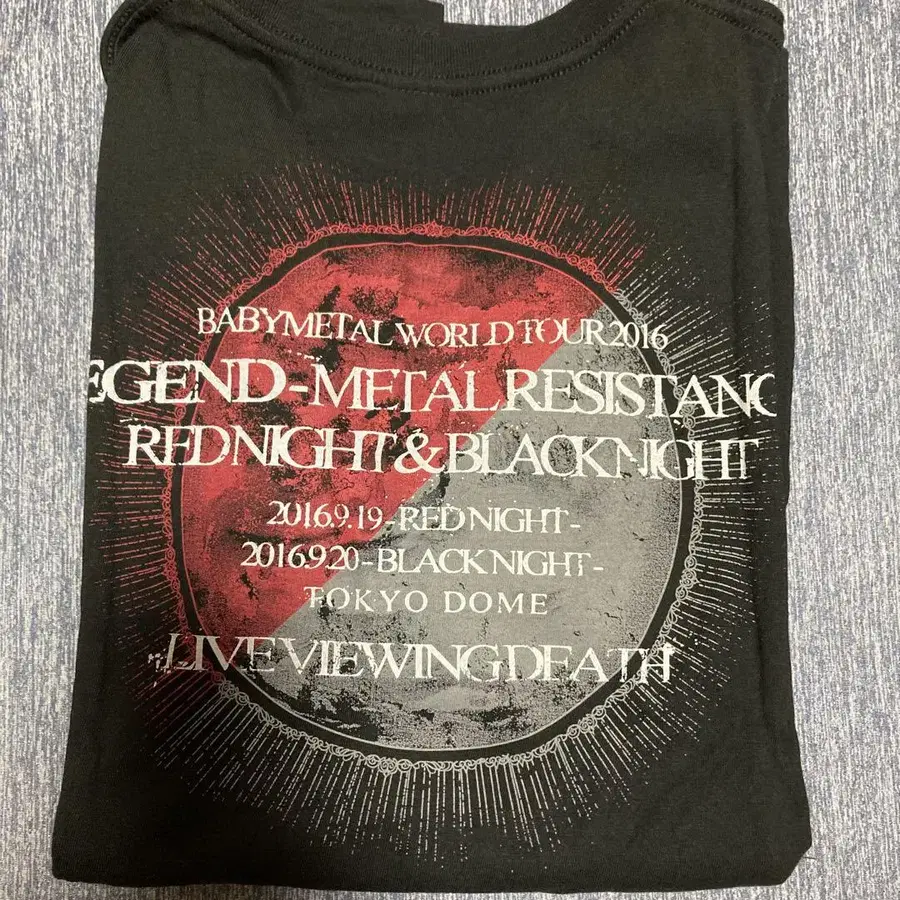 BABYMETAL WORLD TOUR 2016
EGEND - METAL RESISTANC
RED NIGHT & BLACK NIGHT
2016.9.19 - RED NIGHT -
2016.9.20 - BLACK NIGHT -
TOKYO DOME
LIVE VIEWING DEATH